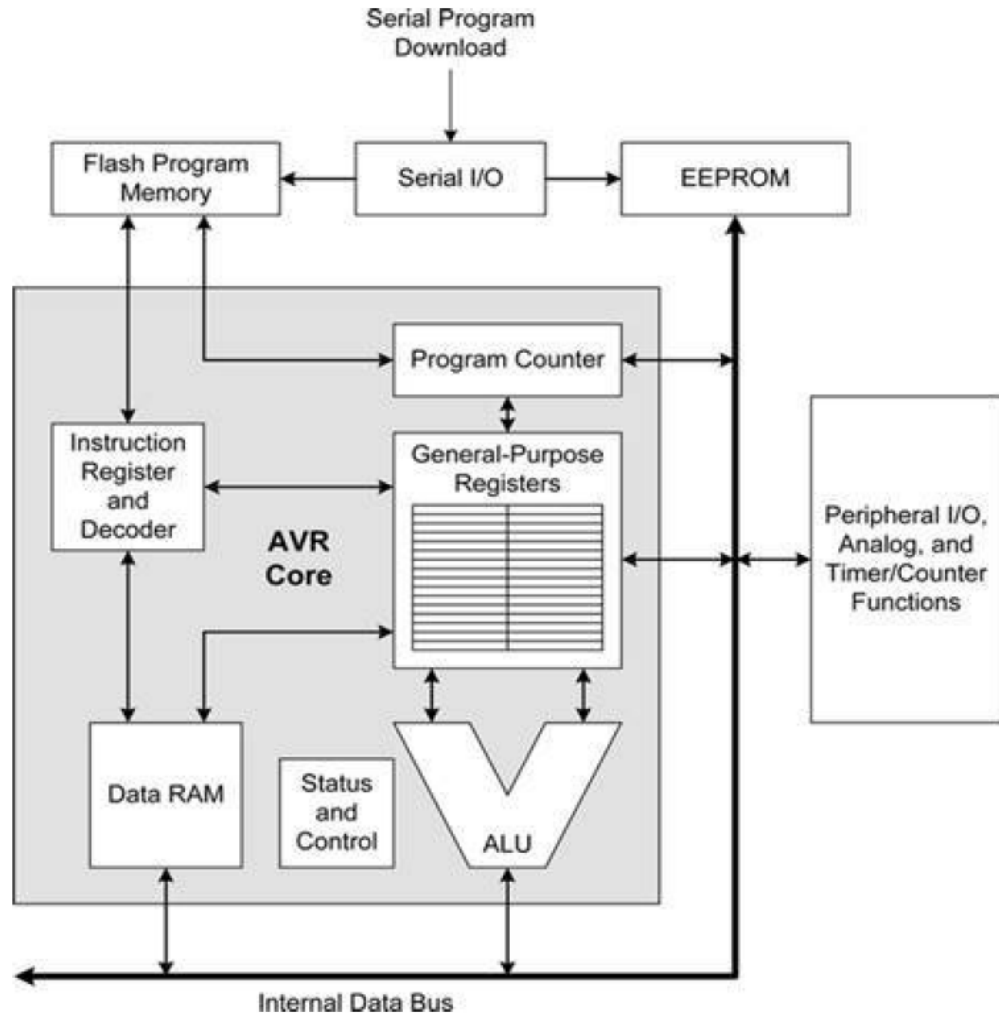 Serial Program
Download
Flash Program
Memory
Serial I/O
EEPROM
Program Counter
Instruction
Register
and
Decoder
General-Purpose
Registers
AVR
Core
Peripheral I/O,
Analog, and
Timer/Counter
Functions
Data RAM
Status
and
Control
ALU
Internal Data Bus